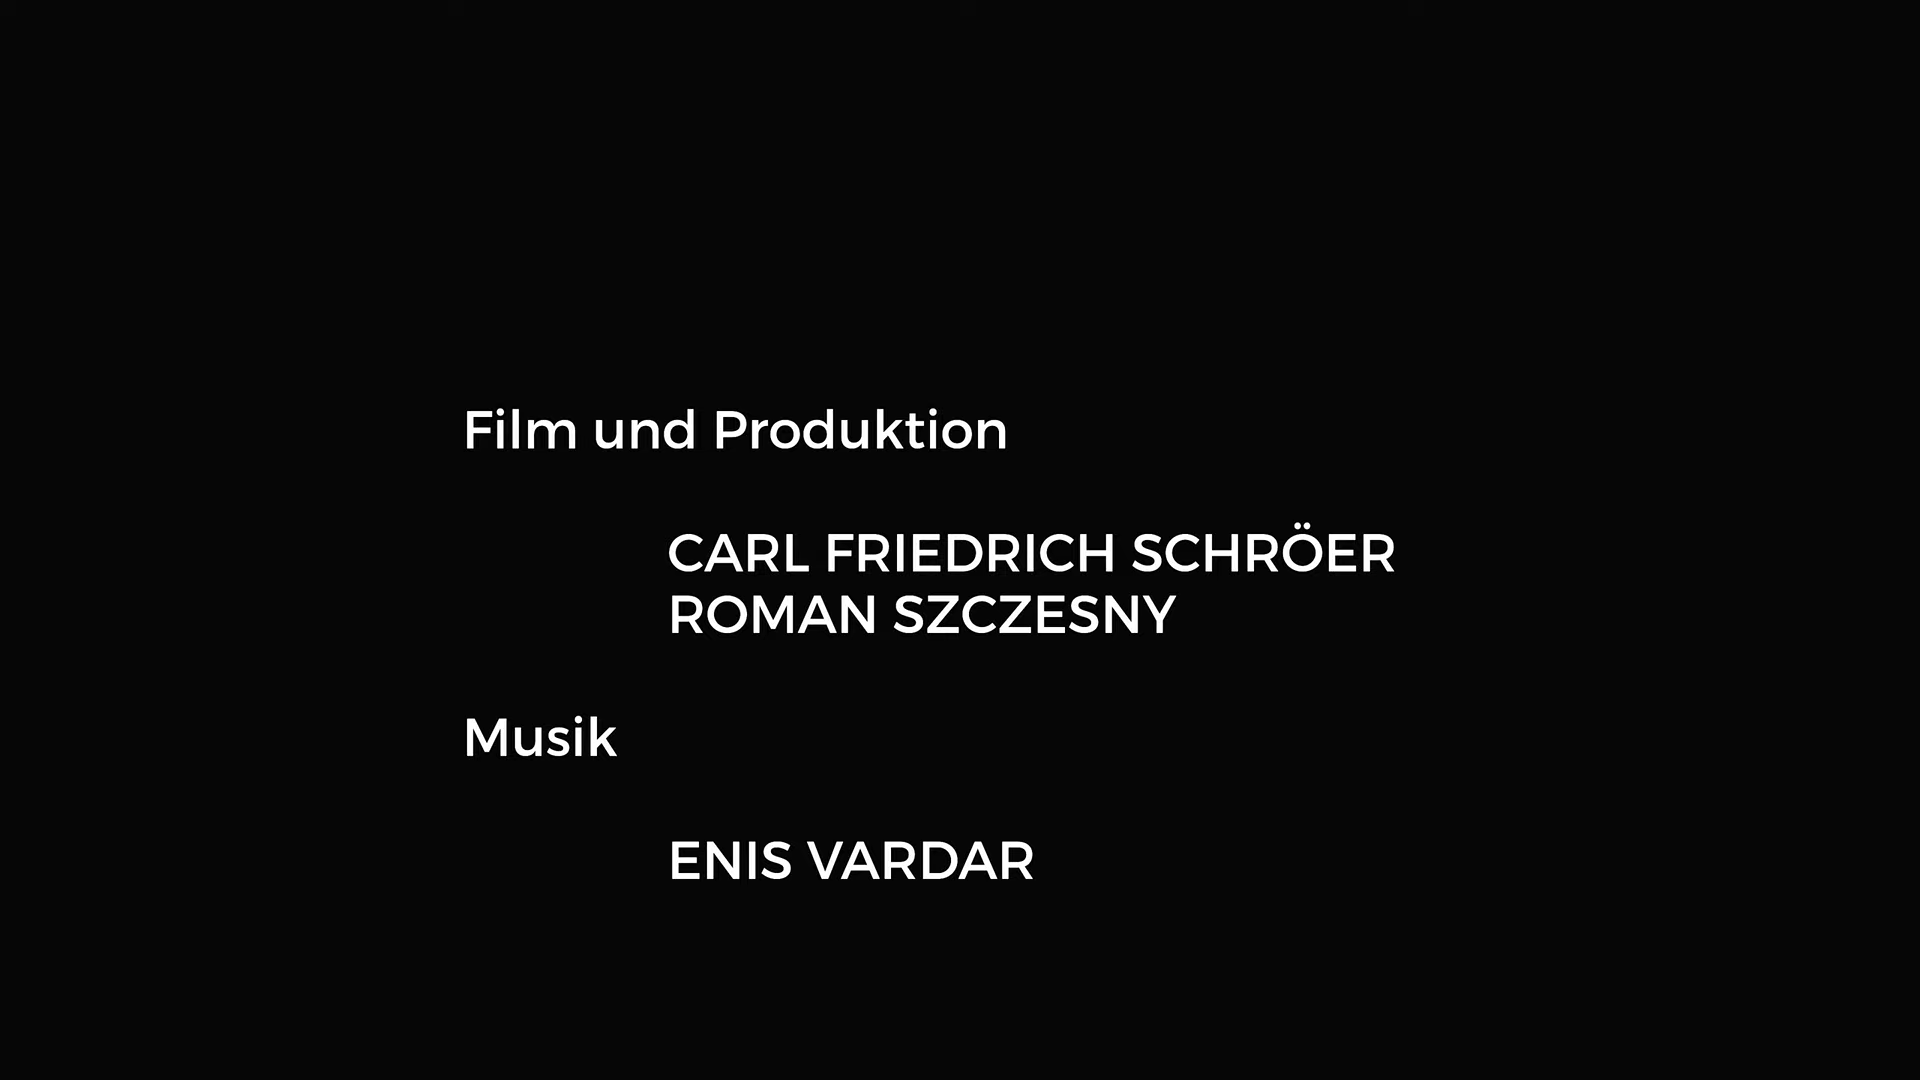 Film und Produktion
CARL FRIEDRICH SCHRÖER
ROMAN SZCZESNY
Musik
ENIS VARDAR